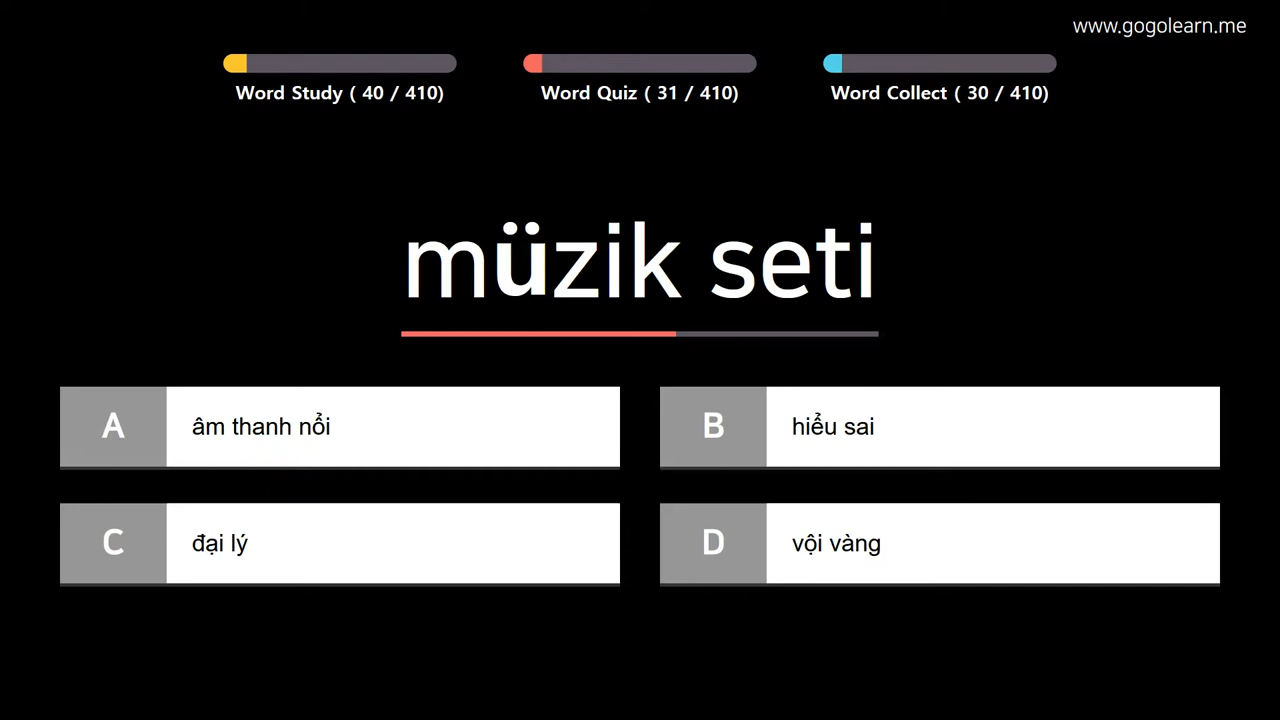 www.gogolearn.me
Word Study ( 40 / 410)
Word Quiz ( 31 / 410)
Word Collect ( 30 / 410)
müzik seti
A
âm thanh nổi
B
hiểu sai
C
đại lý
D
vội vàng